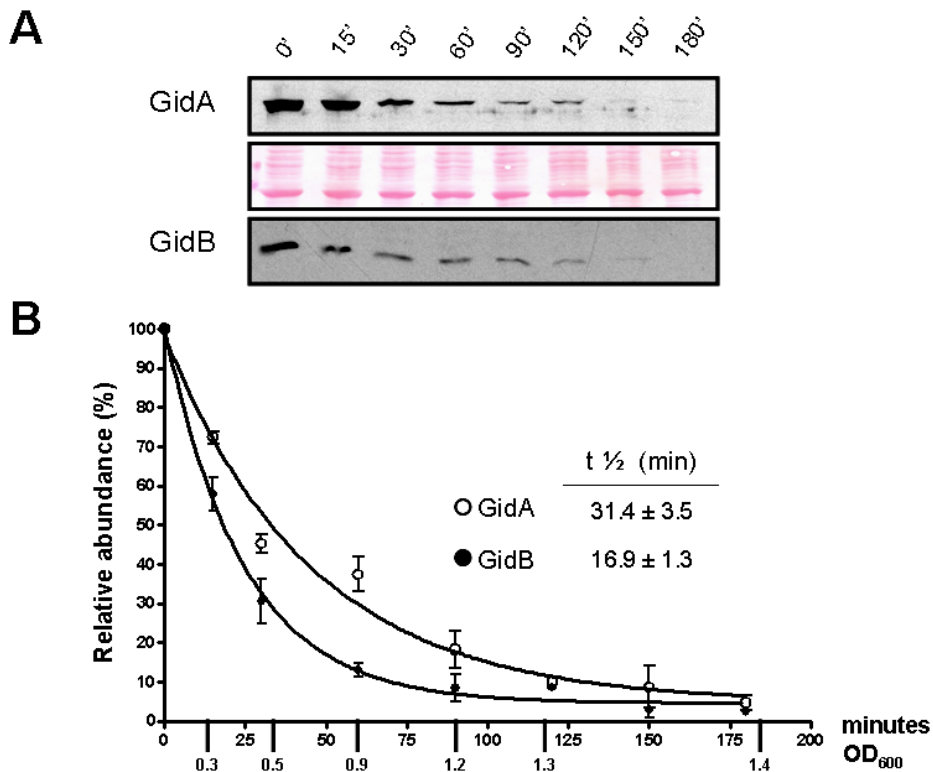 A
0' 15' 30' 60' 90' 120' 150' 180'
GidA
GidB
B
Relative abundance (%)
100
90
80
70
60
50
40
30
20
10
0
t ½ (min)
GidA 31.4 ± 3.5
GidB 16.9 ± 1.3
0 25 50 75 100 125 150 175 200 minutes
0.3 0.5 0.9 1.2 1.3 1.4 OD600